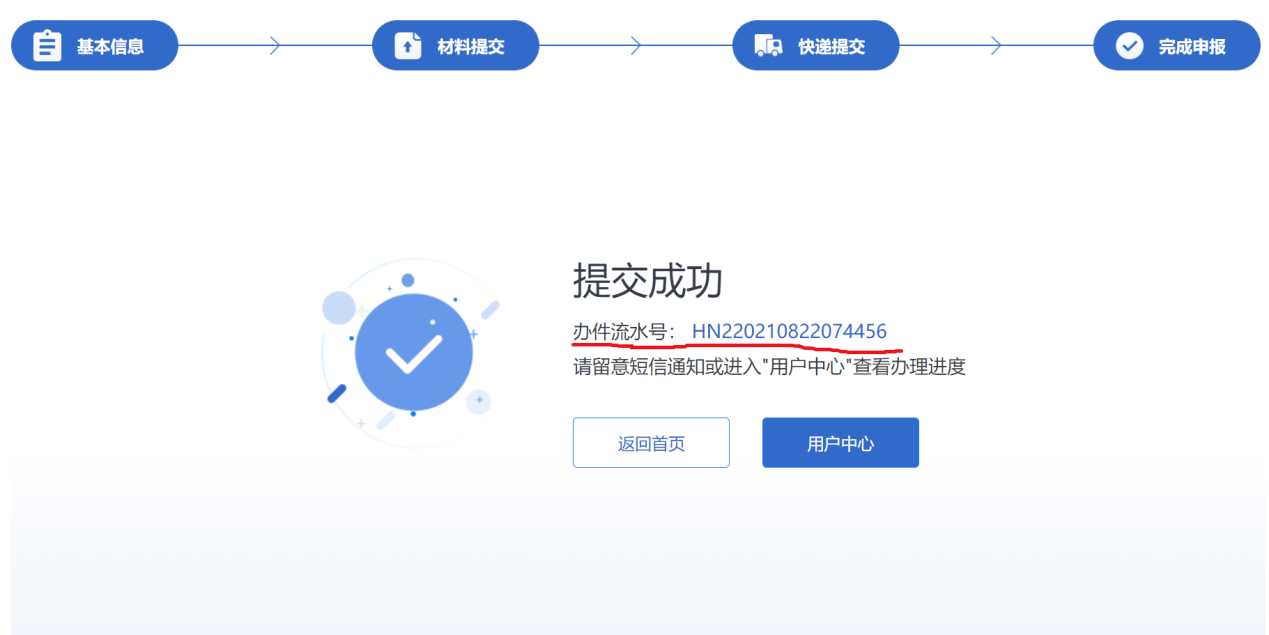 基本信息
材料提交
快递提交
完成申报
提交成功
办件流水号： HN220210822074456
请留意短信通知或进入"用户中心"查看办理进度
返回首页
用户中心